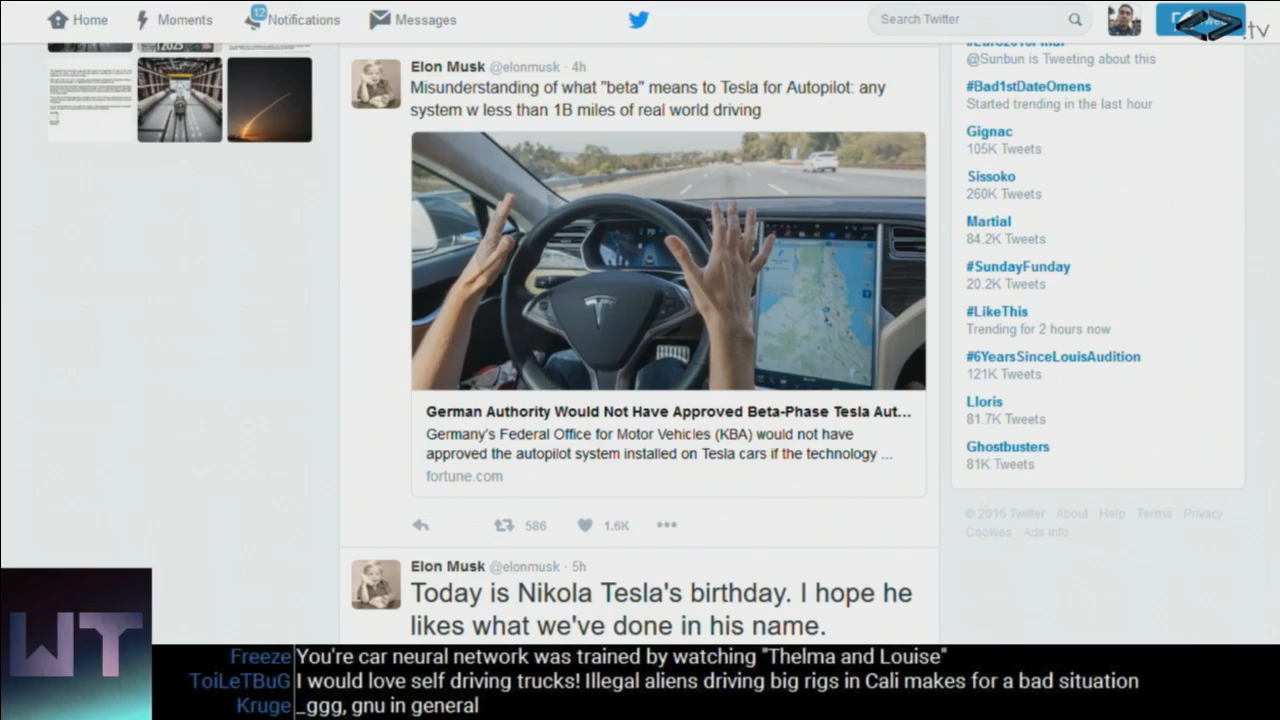 Home
Moments
12
Notifications
Messages
Search Twitter
.tv
@Sunbun is Tweeting about this
#Bad1stDateOmens
Started trending in the last hour
Gignac
105K Tweets
Sissoko
260K Tweets
Martial
84.2K Tweets
#SundayFunday
20.2K Tweets
#LikeThis
Trending for 2 hours now
#6YearsSinceLouisAudition
121K Tweets
Lloris
81.7K Tweets
Ghostbusters
81K Tweets
© 2016 Twitter About Help Terms Privacy
Cookies Ads info
Elon Musk @elonmusk · 4h
Misunderstanding of what "beta" means to Tesla for Autopilot: any
system w less than 1B miles of real world driving
German Authority Would Not Have Approved Beta-Phase Tesla Aut...
Germany's Federal Office for Motor Vehicles (KBA) would not have
approved the autopilot system installed on Tesla cars if the technology ...
fortune.com
586
1.6K
Elon Musk @elonmusk · 5h
Today is Nikola Tesla's birthday. I hope he
likes what we've done in his name.
WT
Freeze You're car neural network was trained by watching "Thelma and Louise"
ToiLeTBuG I would love self driving trucks! Illegal aliens driving big rigs in Cali makes for a bad situation
Kruge _ggg, gnu in general